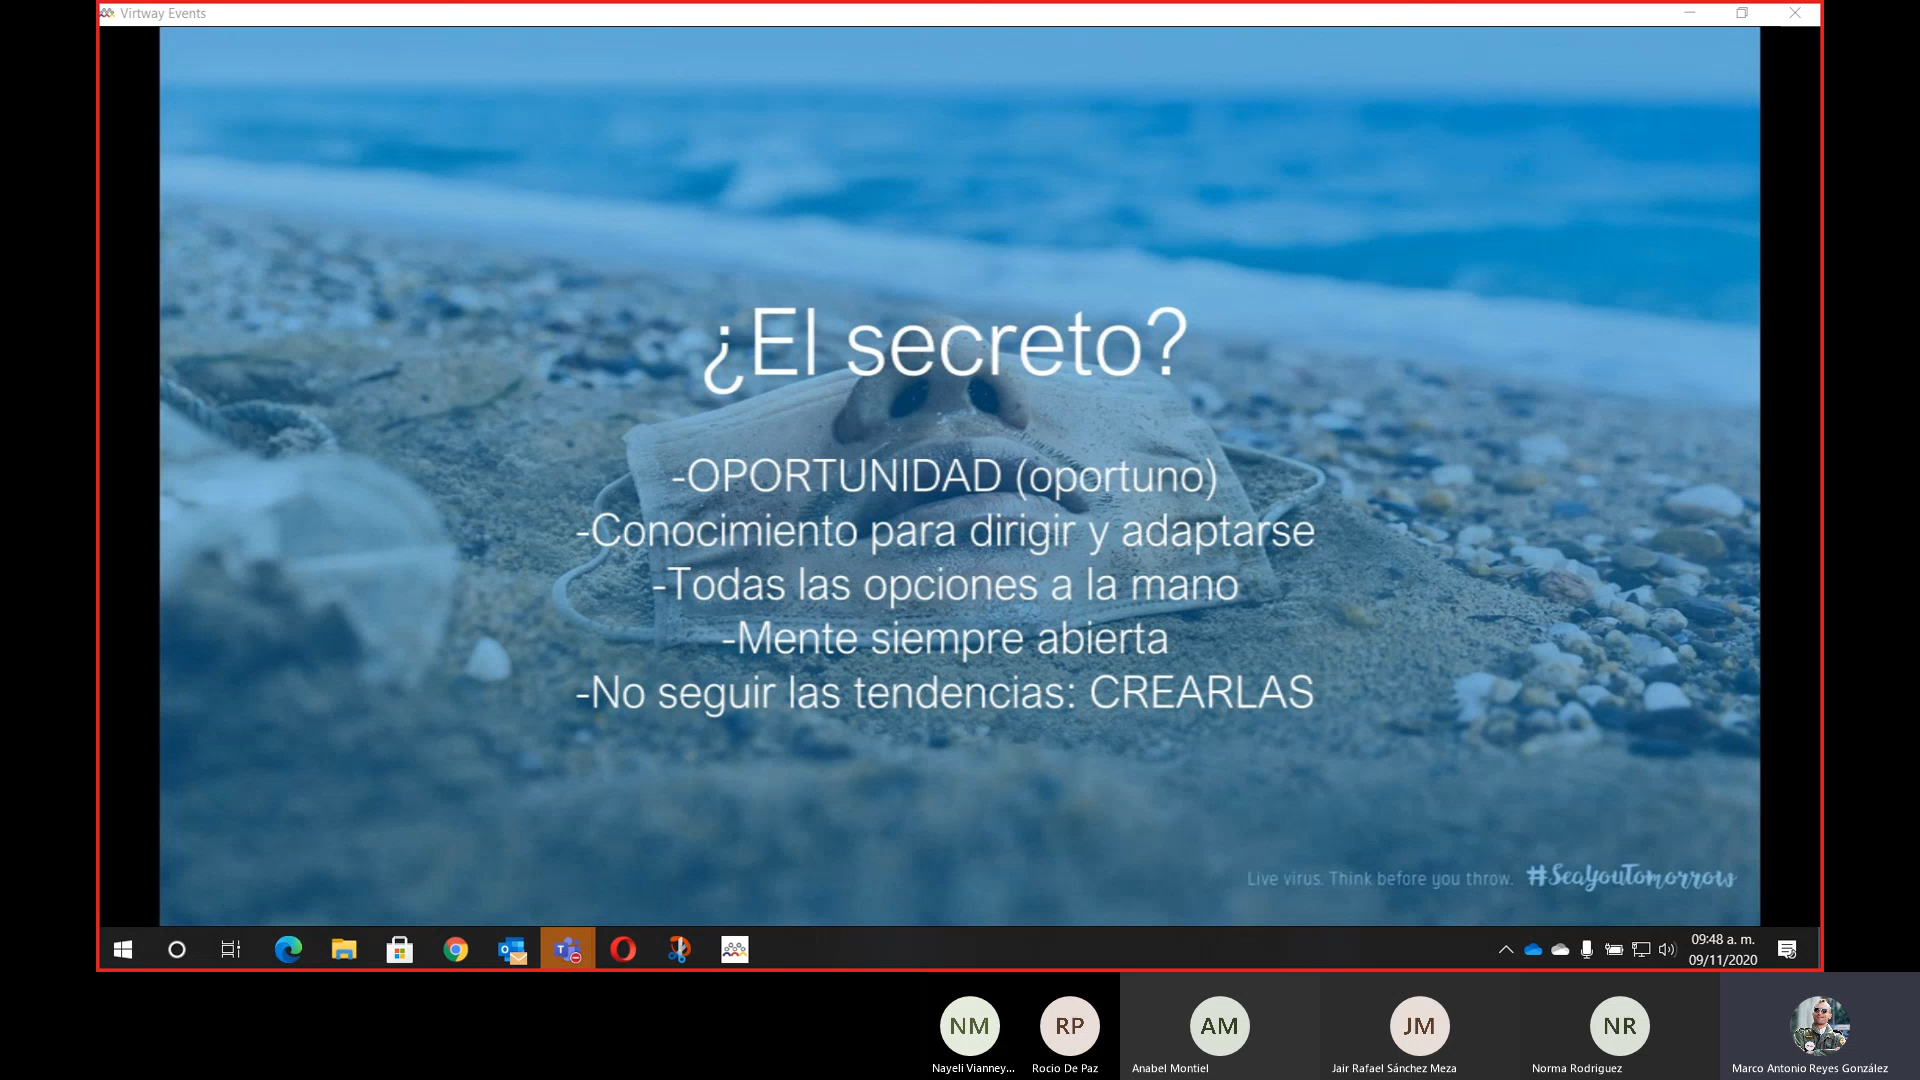 Virtway Events
¿El secreto?
-OPORTUNIDAD (oportuno)
-Conocimiento para dirigir y adaptarse
-Todas las opciones a la mano
-Mente siempre abierta
-No seguir las tendencias: CREARLAS
Live virus. Think before you throw. #SeaYouTomorrow
09:48 a. m.
09/11/2020
NM
RP
AM
JM
NR
Nayeli Vianney...
Rocio De Paz
Anabel Montiel
Jair Rafael Sánchez Meza
Norma Rodriguez
Marco Antonio Reyes González